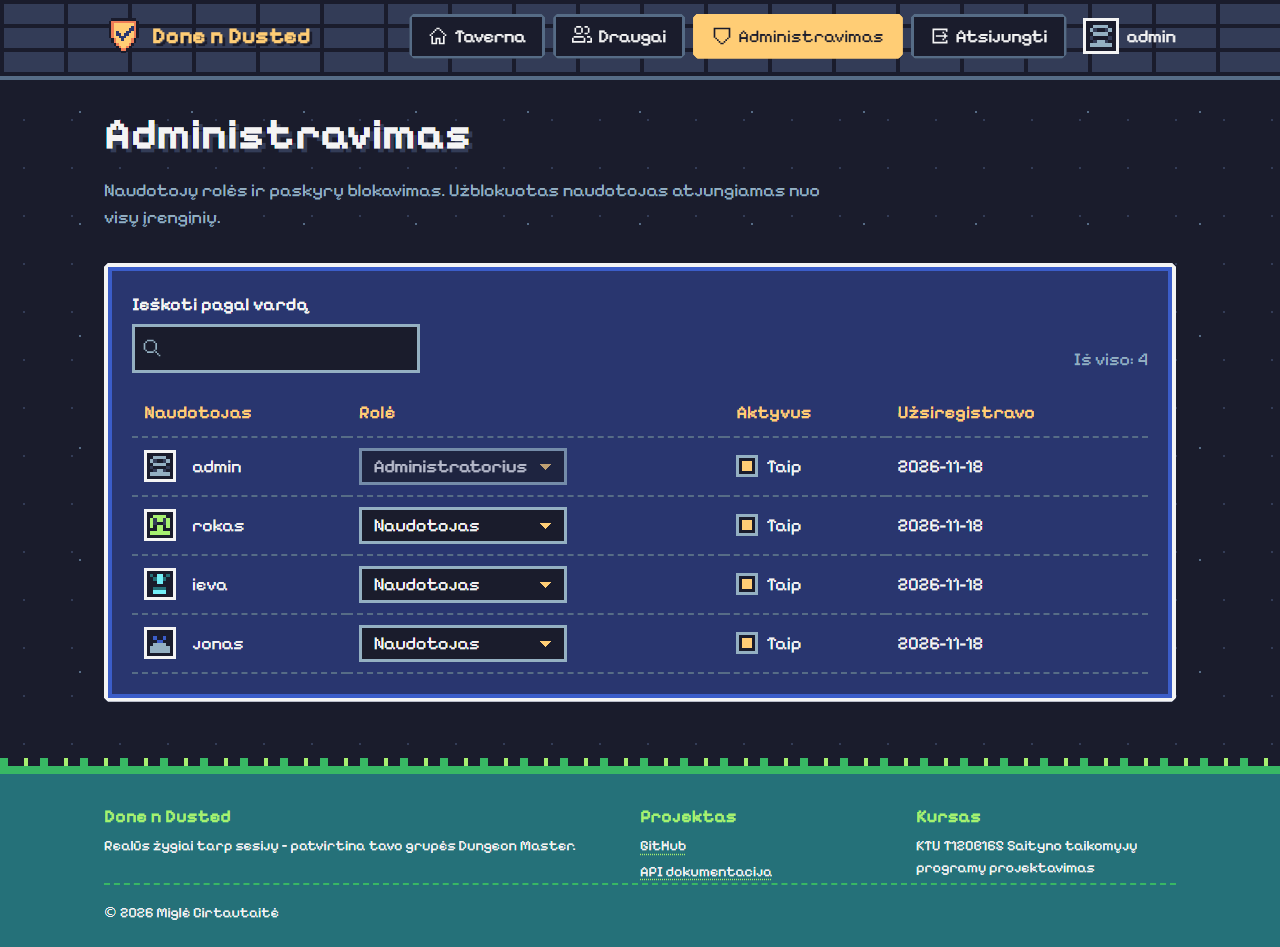 Done n Dusted
Taverna
Draugai
Administravimas
Atsijungti
admin
Administravimas
Naudotojų rolės ir paskyrų blokavimas. Užblokuotas naudotojas atjungiamas nuo
visų įrenginių.
Ieškoti pagal vardą
Iš viso: 4
Naudotojas Rolė Aktyvus Užsiregistravo
admin Administratorius Taip 2026-11-18
rokas Naudotojas Taip 2026-11-18
ieva Naudotojas Taip 2026-11-18
jonas Naudotojas Taip 2026-11-18
Done n Dusted
Realūs žygiai tarp sesijų - patvirtina tavo grupės Dungeon Master.
Projektas
GitHub
API dokumentacija
Kursas
KTU T120B165 Saityno taikomųjų
programų projektavimas
© 2026 Miglė Cirtautaitė